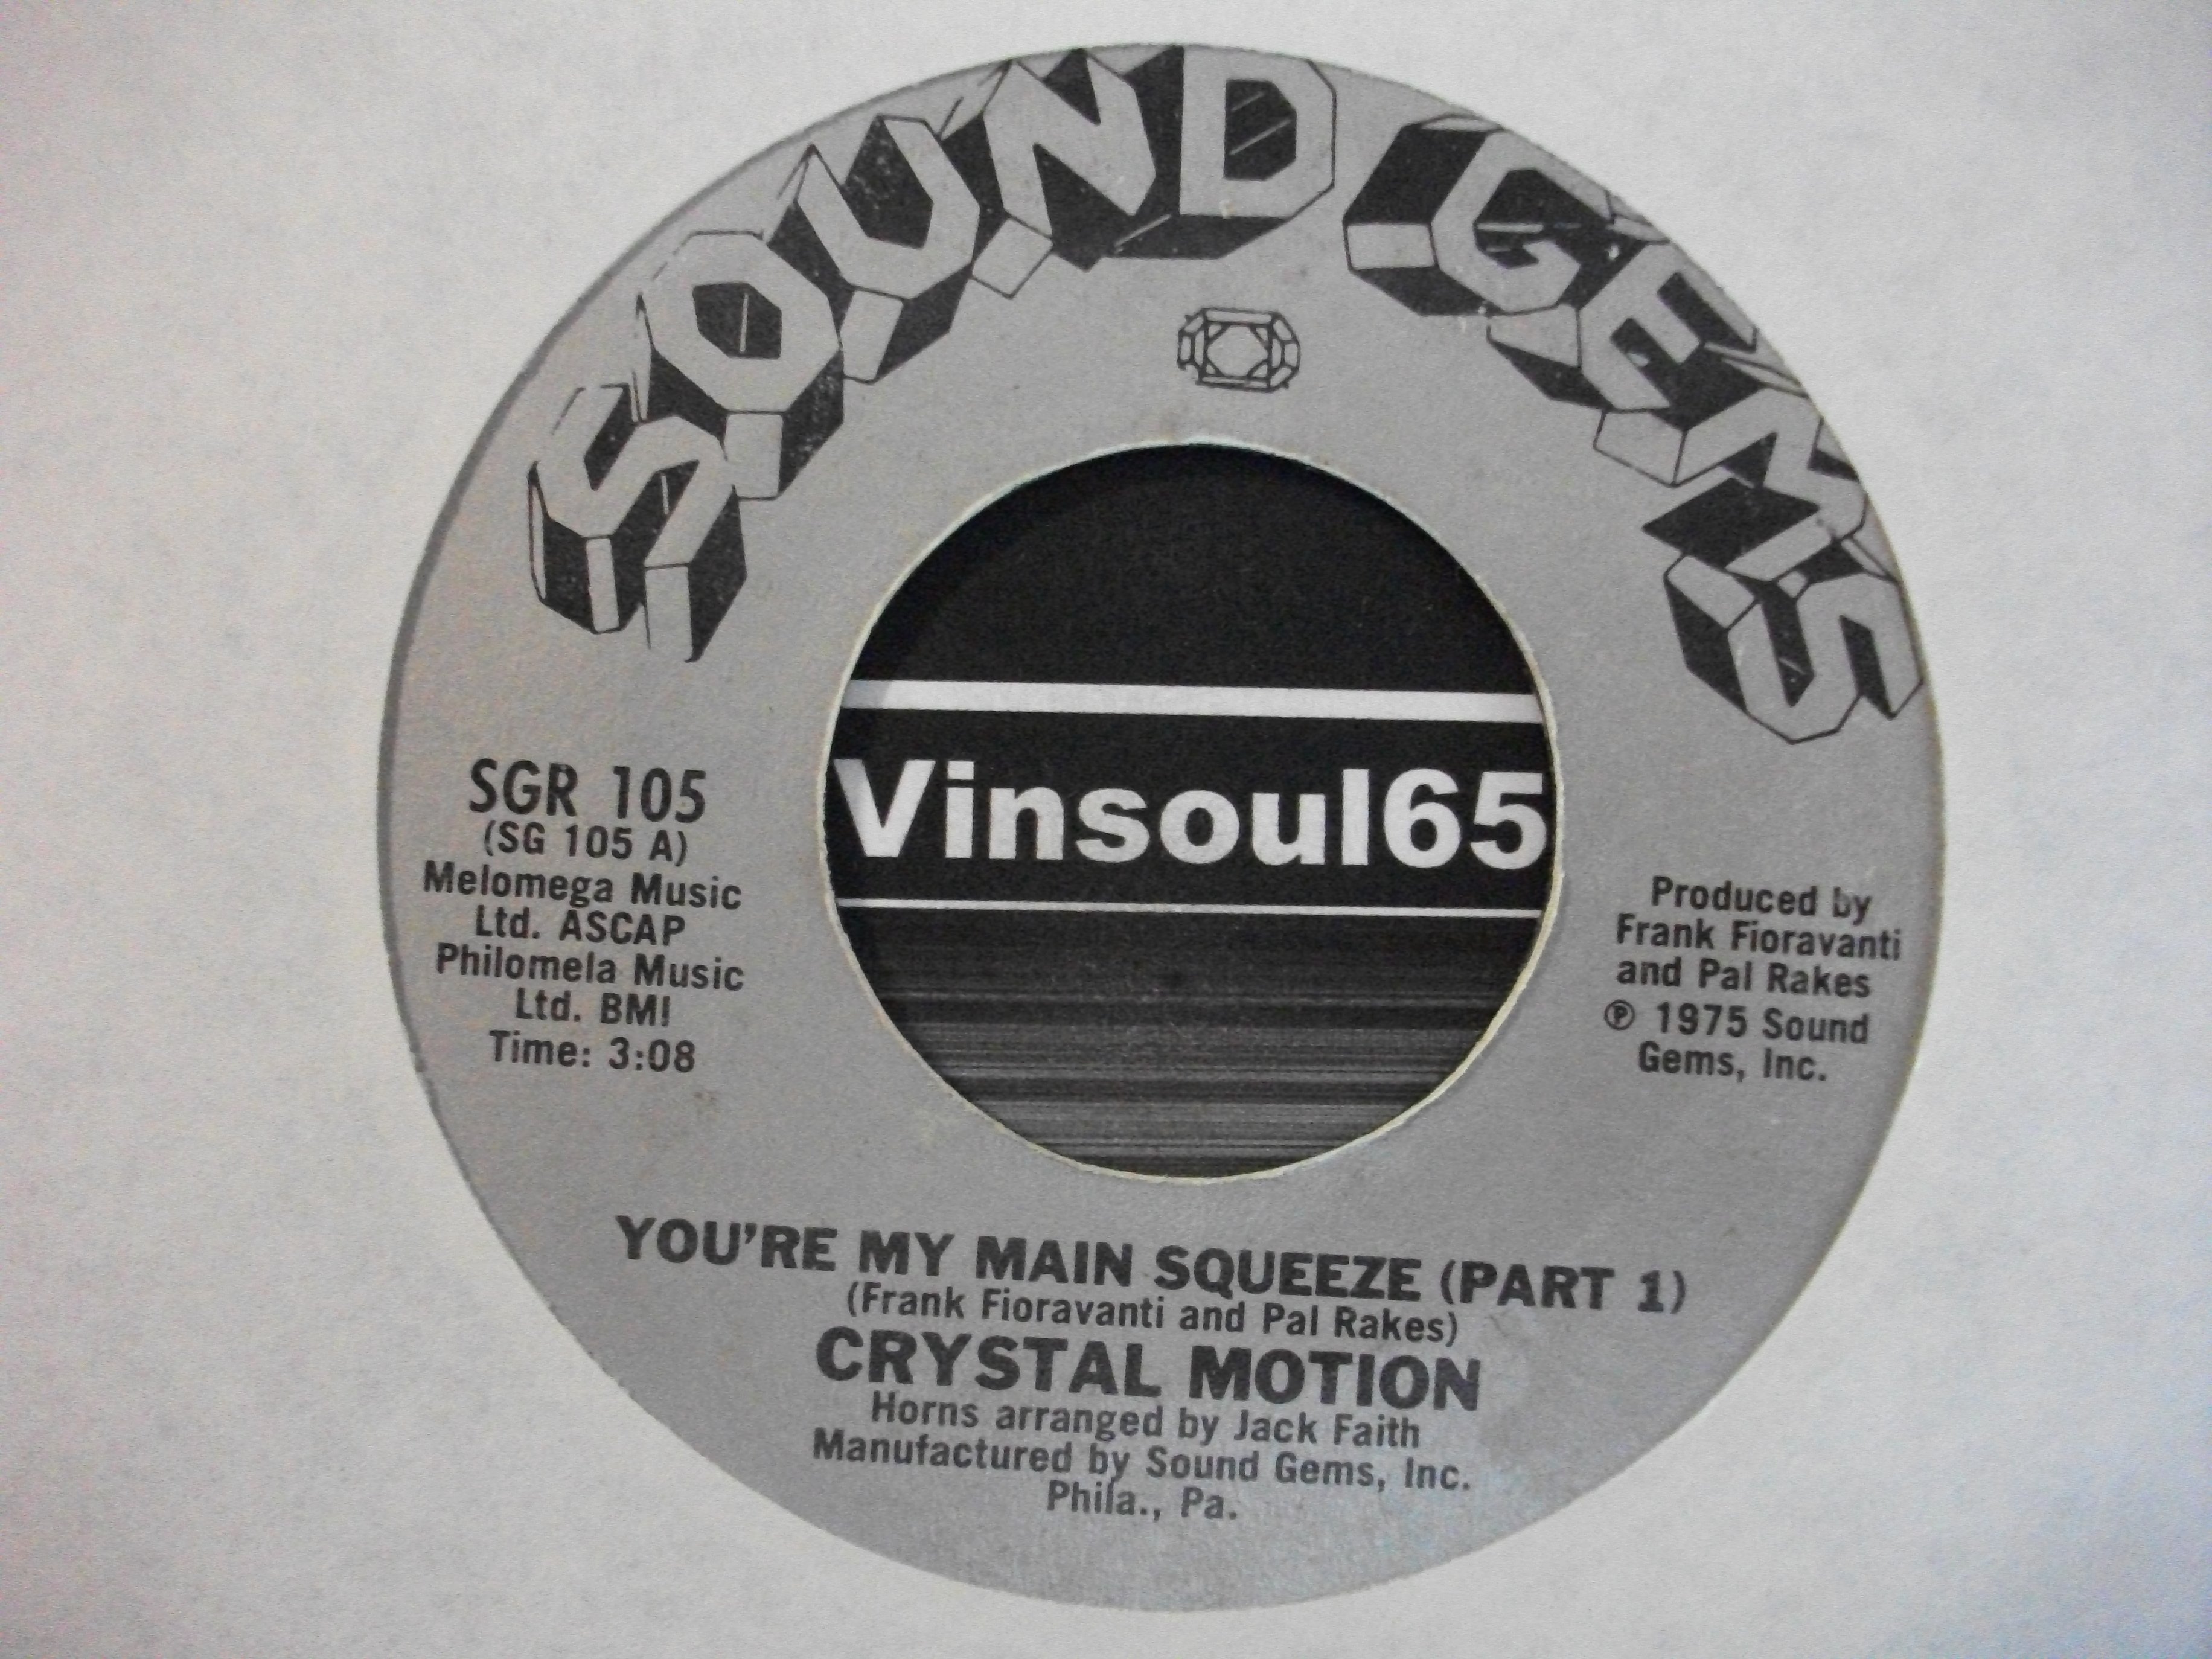 SOUND GEMS
Vinsoul65
SGR 105
(SG 105 A)
Melomega Music
Ltd. ASCAP
Philomela Music
Ltd. BMI
Time: 3:08
Produced by
Frank Fioravanti
and Pal Rakes
℗ 1975 Sound
Gems, Inc.
YOU'RE MY MAIN SQUEEZE (PART 1)
(Frank Fioravanti and Pal Rakes)
CRYSTAL MOTION
Horns arranged by Jack Faith
Manufactured by Sound Gems, Inc.
Phila., Pa.